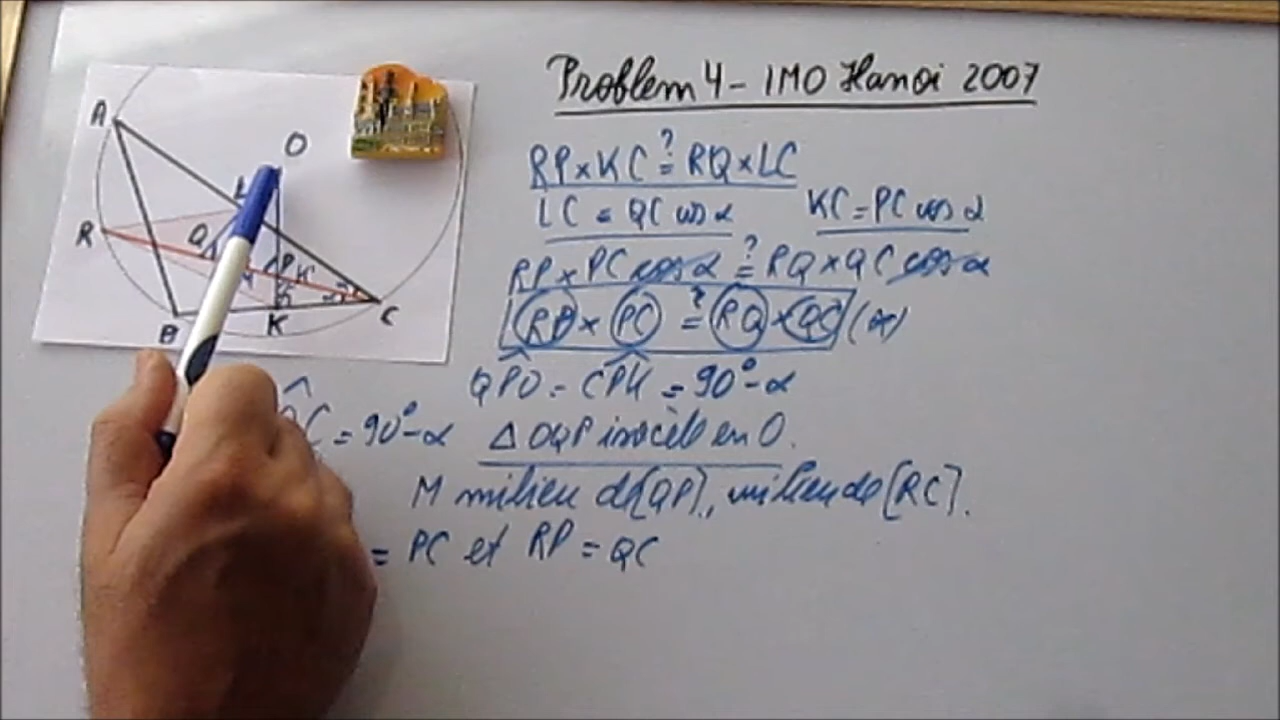 Problem 4 - IMO Hanoi 2007
A
O
L
R
Q
P
M
K
B
K
C
RP × KC ≟ RQ × LC
LC = QC cos α KC = PC cos α
RP × PC cos α ≟ RQ × QC cos α
RP × PC ≟ RQ × QC (*)
QPO = CPK = 90° - α
C = 90° - α Δ OQP isocèle en O.
M milieu de [QP], milieu de [RC].
= PC et RP = QC